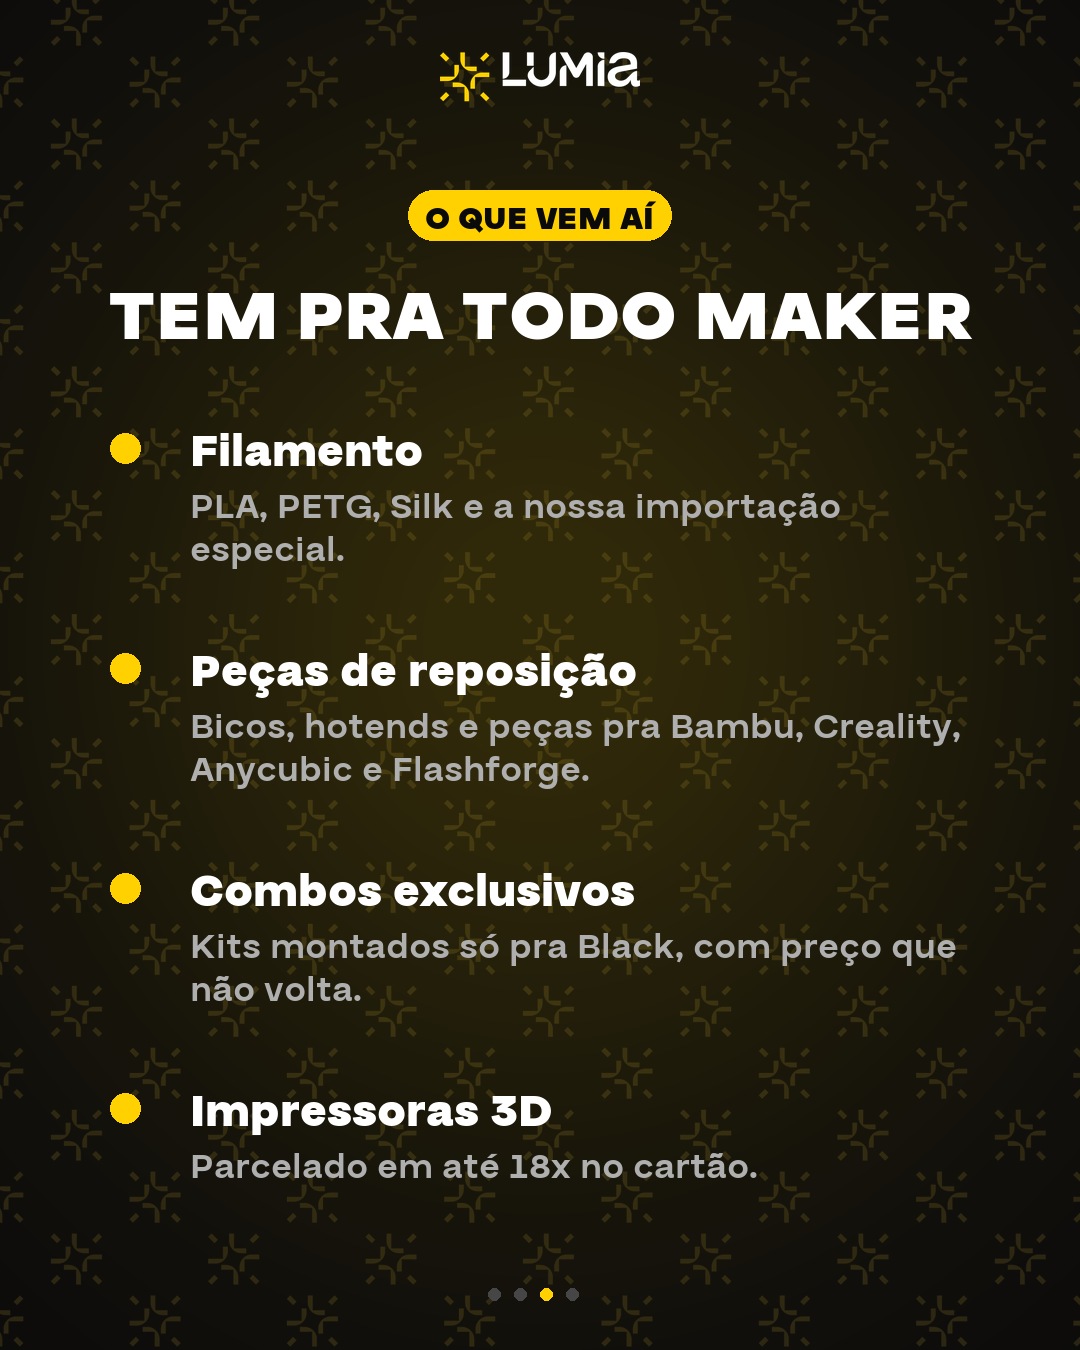 LUMIA
O QUE VEM AÍ
TEM PRA TODO MAKER
Filamento
PLA, PETG, Silk e a nossa importação
especial.
Peças de reposição
Bicos, hotends e peças pra Bambu, Creality,
Anycubic e Flashforge.
Combos exclusivos
Kits montados só pra Black, com preço que
não volta.
Impressoras 3D
Parcelado em até 18x no cartão.